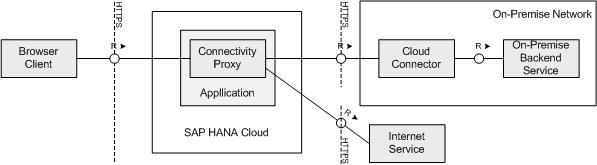 HTTPS
HTTPS
On-Premise Network
R
R
R
Browser
Client
Connectivity
Proxy
Cloud
Connector
On-Premise
Backend
Service
Appllication
R
SAP HANA Cloud
Internet
Service
HTTPS
HTTPS